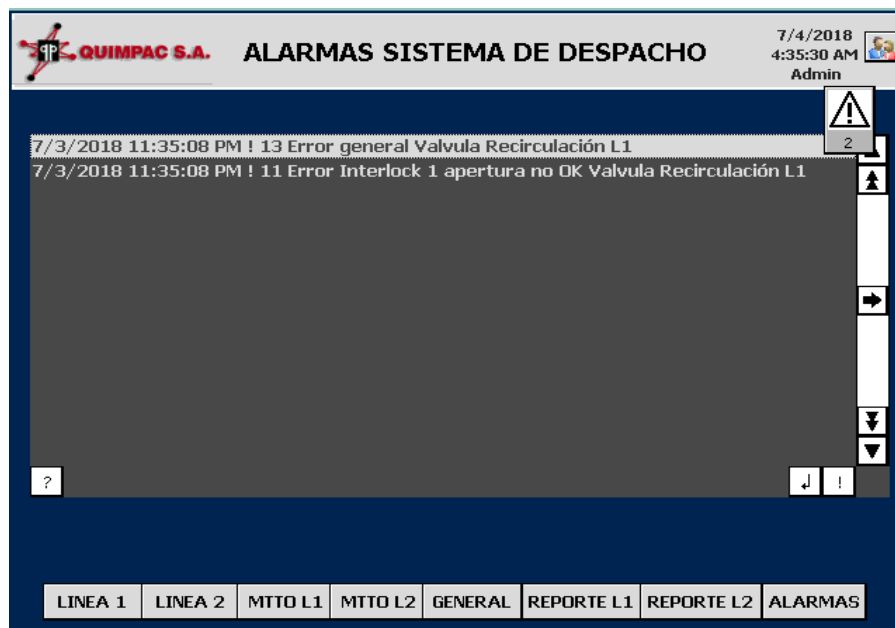 QUIMPAC S.A.
ALARMAS SISTEMA DE DESPACHO
7/4/2018
4:35:30 AM
Admin
2
7/3/2018 11:35:08 PM ! 13 Error general Valvula Recirculación L1
7/3/2018 11:35:08 PM ! 11 Error Interlock 1 apertura no OK Valvula Recirculación L1
?
!
LINEA 1 LINEA 2 MTTO L1 MTTO L2 GENERAL REPORTE L1 REPORTE L2 ALARMAS